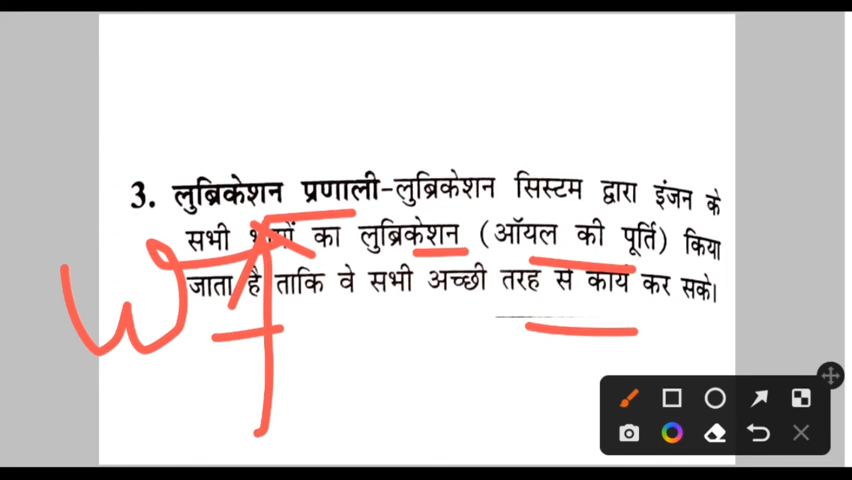 3. लुब्रिकेशन प्रणाली-लुब्रिकेशन सिस्टम द्वारा इंजन के
सभी का लुब्रिकेशन (ऑयल की पूर्ति) किया
जाता है ताकि वे सभी अच्छी तरह से कार्य कर सके।